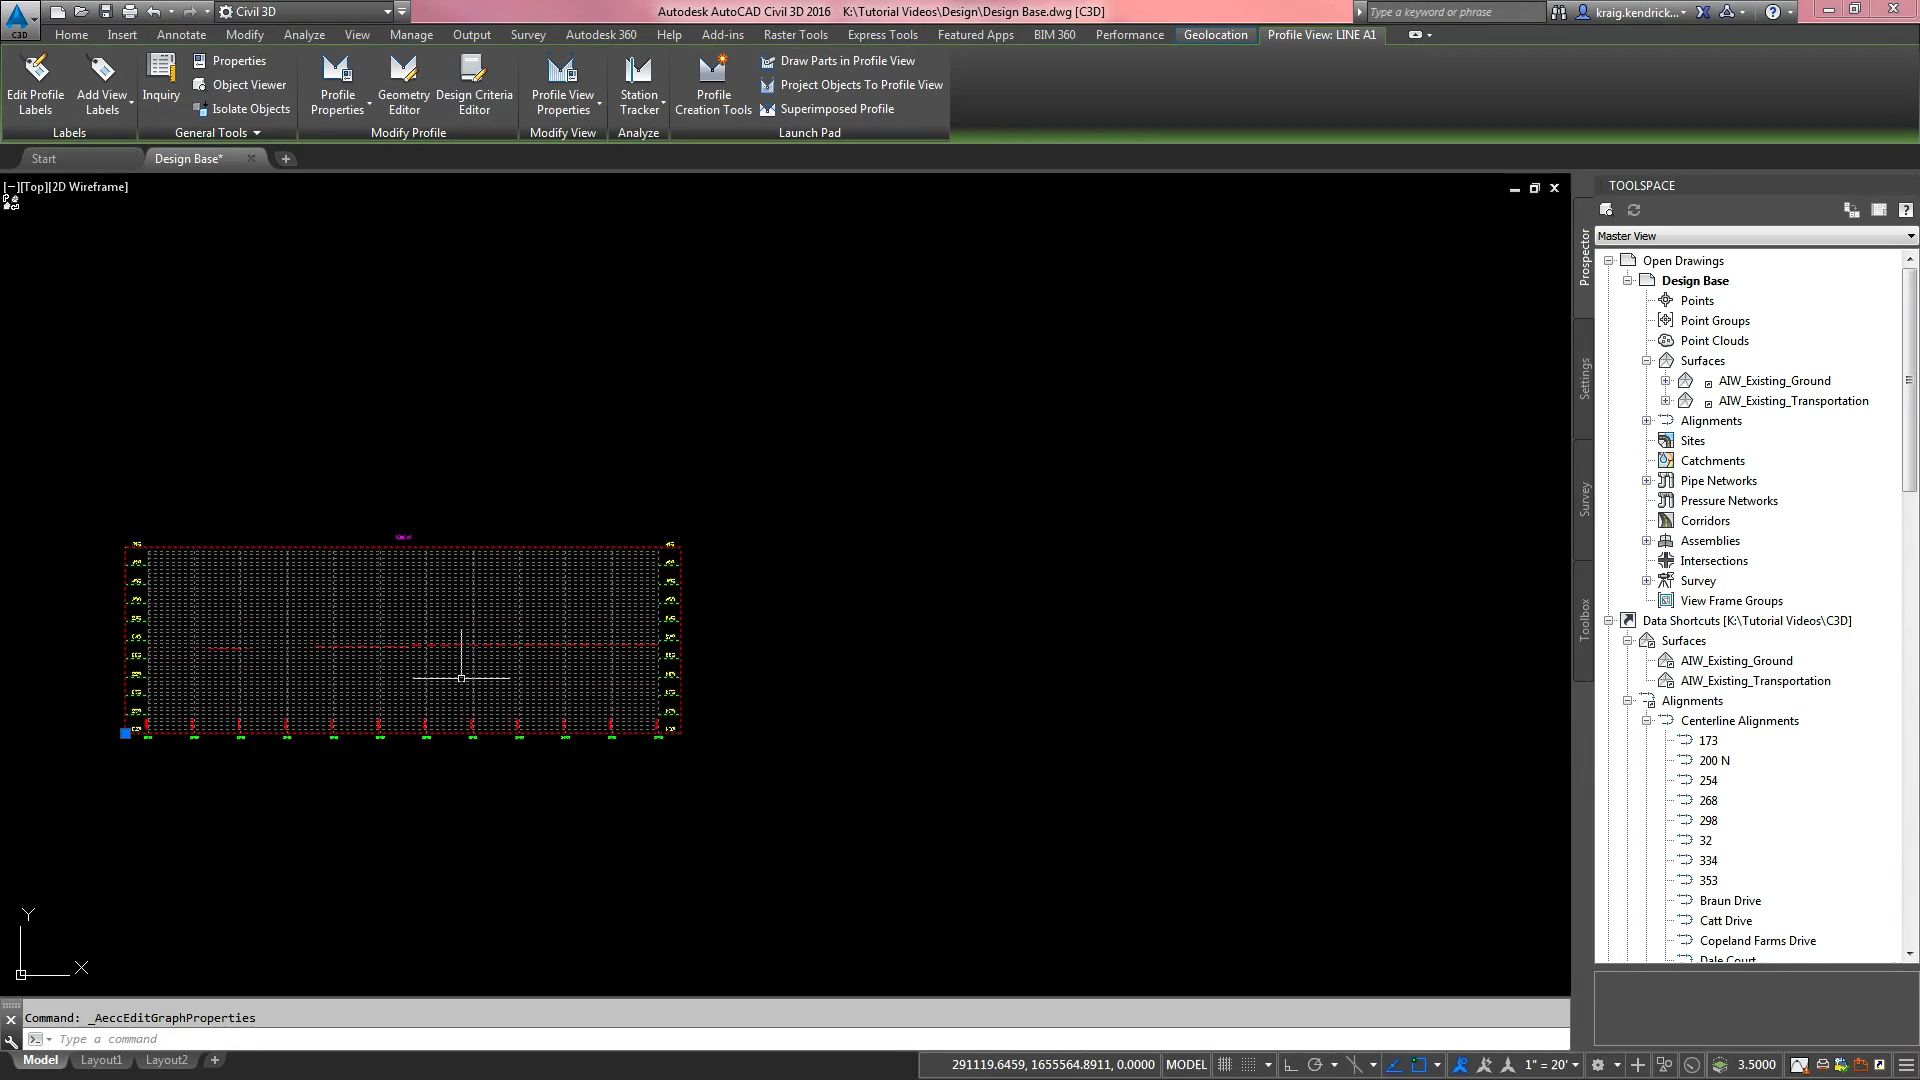 Civil 3D
Autodesk AutoCAD Civil 3D 2016 K:\Tutorial Videos\Design\Design Base.dwg [C3D]
Type a keyword or phrase
kraig.kendrick...
C3D
Home Insert Annotate Modify Analyze View Manage Output Survey Autodesk 360 Help Add-ins Raster Tools Express Tools Featured Apps BIM 360 Performance Geolocation Profile View: LINE A1
Edit Profile Labels
Add View Labels
Labels
Inquiry
Properties
Object Viewer
Isolate Objects
General Tools
Profile Properties
Geometry Editor
Design Criteria Editor
Modify Profile
Profile View Properties
Modify View
Station Tracker
Analyze
Profile Creation Tools
Draw Parts in Profile View
Project Objects To Profile View
Superimposed Profile
Launch Pad
Start
Design Base*
[−][Top][2D Wireframe]
Y
X
TOOLSPACE
Master View
Prospector
Settings
Survey
Toolbox
Open Drawings
Design Base
Points
Point Groups
Point Clouds
Surfaces
AIW_Existing_Ground
AIW_Existing_Transportation
Alignments
Sites
Catchments
Pipe Networks
Pressure Networks
Corridors
Assemblies
Intersections
Survey
View Frame Groups
Data Shortcuts [K:\Tutorial Videos\C3D]
Surfaces
AIW_Existing_Ground
AIW_Existing_Transportation
Alignments
Centerline Alignments
173
200 N
254
268
298
32
334
353
Braun Drive
Catt Drive
Copeland Farms Drive
Dale Court
Command: _AeccEditGraphProperties
Type a command
Model Layout1 Layout2
291119.6459, 1655564.8911, 0.0000 MODEL 1" = 20' 3.5000